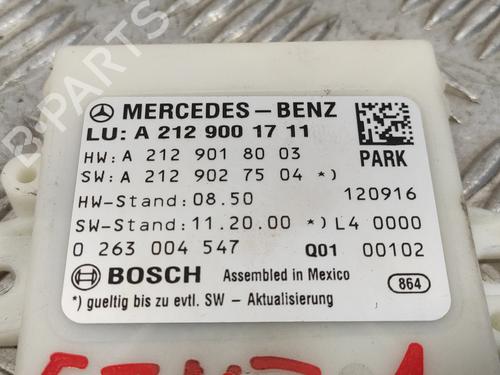 MERCEDES-BENZ
LU: A 212 900 17 11
HW: A 212 901 80 03
SW: A 212 902 75 04 *)
PARK
HW-Stand: 08.50
120916
SW-Stand: 11.20.00 *) L4 0000
0 263 004 547 Q01 00102
BOSCH Assembled in Mexico
864
*) gueltig bis zu evtl. SW - Aktualisierung